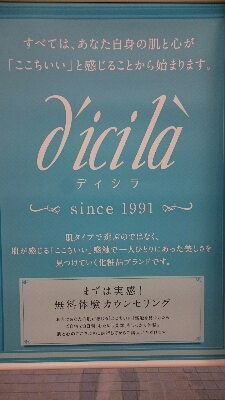 すべては、あなた自身の肌と心が
「ここちいい」と感じることから始まります。
d'icilà
ディシラ
since 1991
肌タイプで選ぶのではなく、
肌が感じる「ここちいい」感触で一人ひとりにあった美しさを
見つけていく化粧品ブランドです。
まずは実感!
無料体験カウンセリング